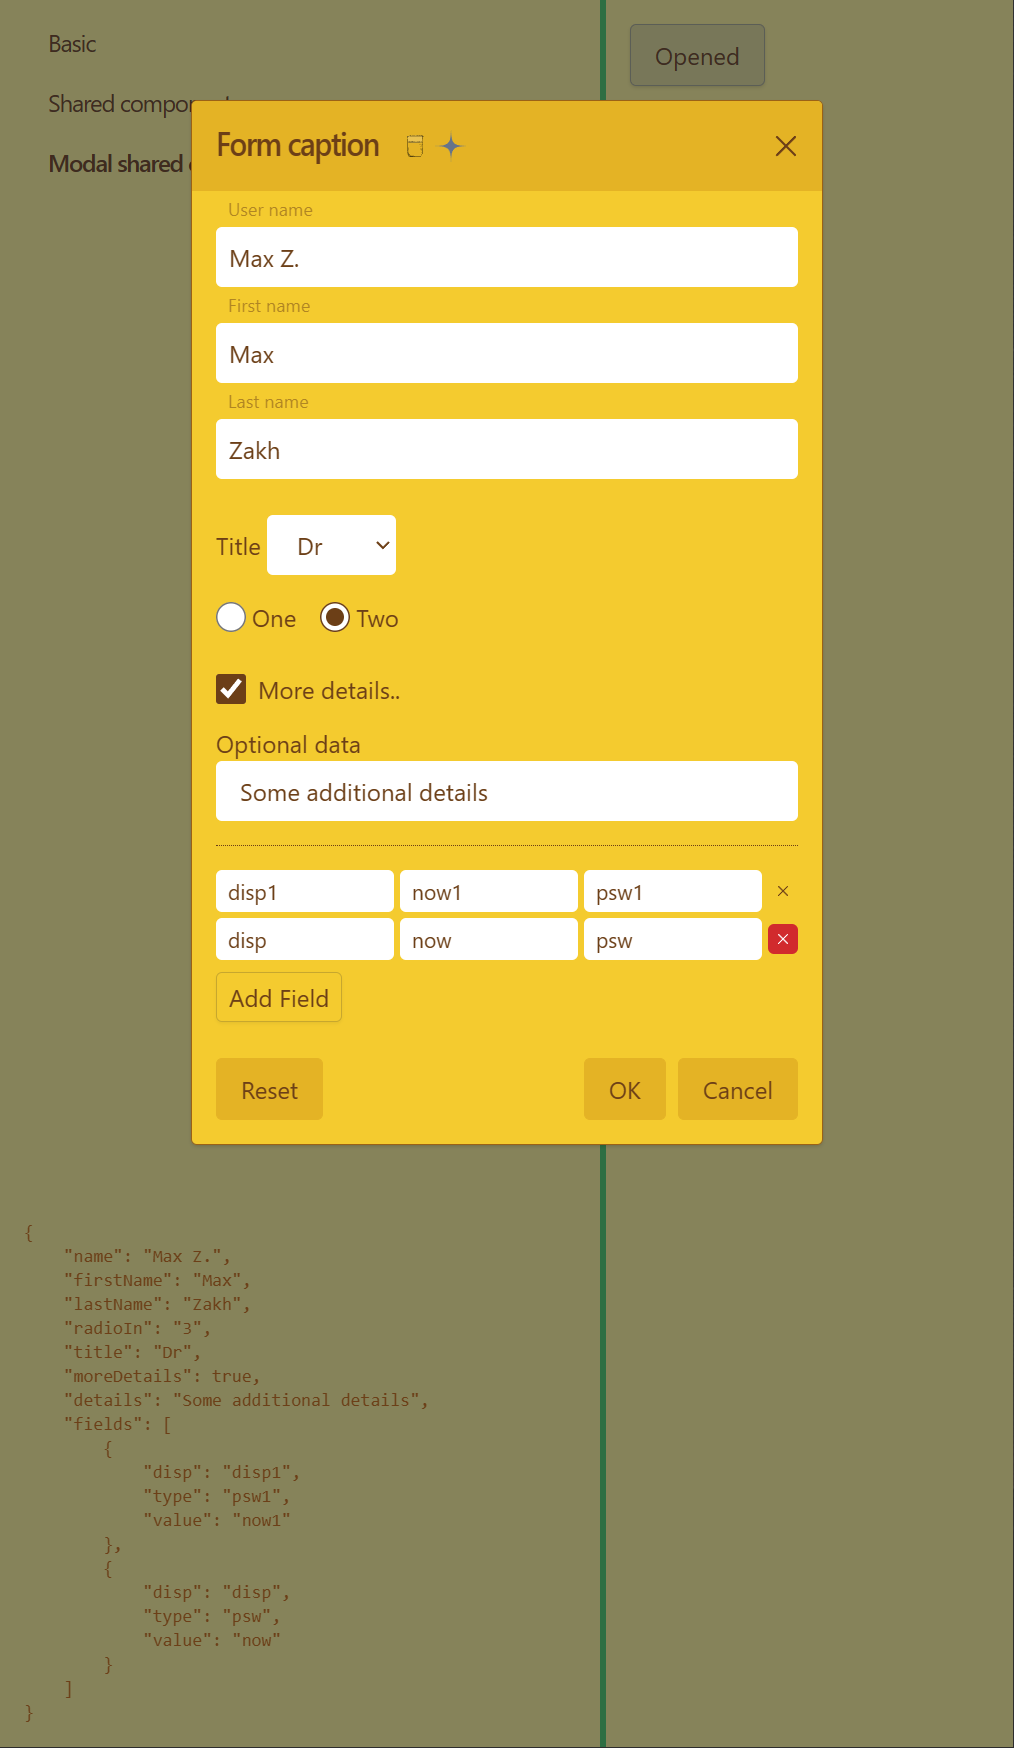 Basic
Opened
Shared component
Modal shared
Form caption
User name
Max Z.
First name
Max
Last name
Zakh
Title Dr
One Two
More details..
Optional data
Some additional details
disp1 now1 psw1
disp now psw
Add Field
Reset OK Cancel
{
    "name": "Max Z.",
    "firstName": "Max",
    "lastName": "Zakh",
    "radioIn": "3",
    "title": "Dr",
    "moreDetails": true,
    "details": "Some additional details",
    "fields": [
        {
            "disp": "disp1",
            "type": "psw1",
            "value": "now1"
        },
        {
            "disp": "disp",
            "type": "psw",
            "value": "now"
        }
    ]
}